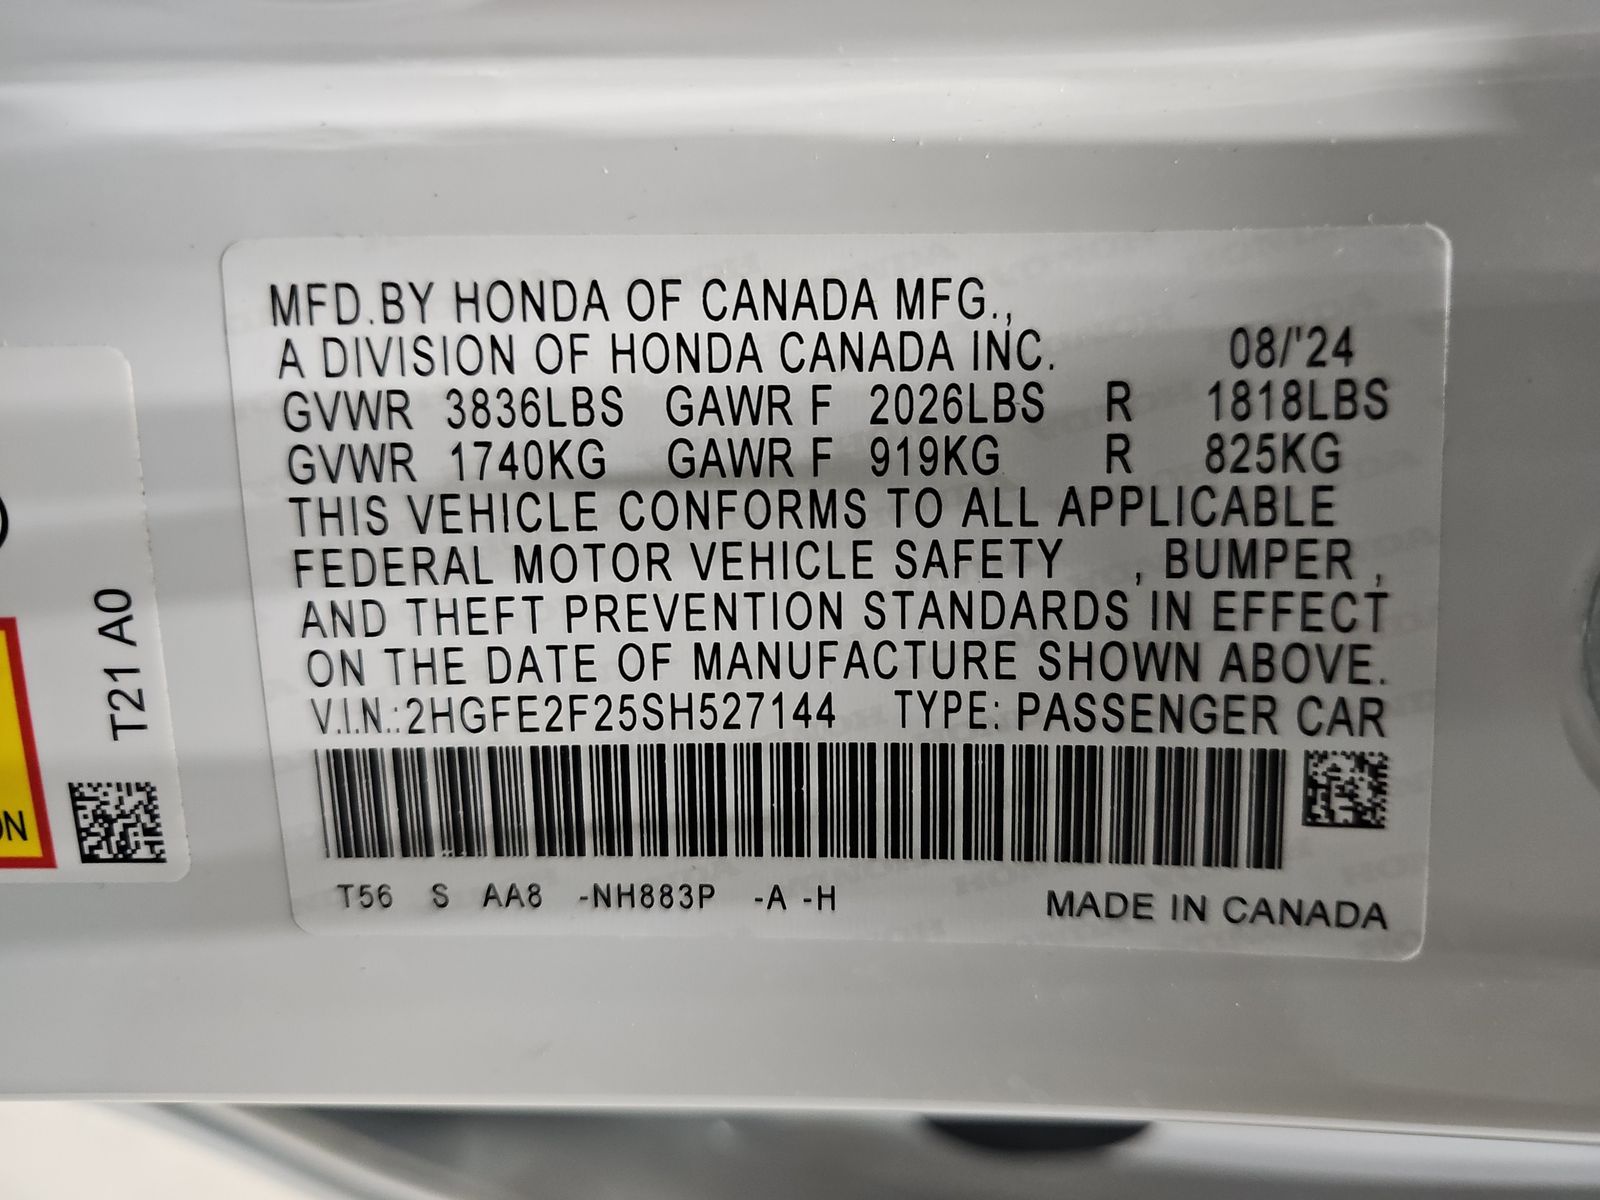 MFD.BY HONDA OF CANADA MFG.,
A DIVISION OF HONDA CANADA INC. 08/'24
GVWR 3836LBS GAWR F 2026LBS R 1818LBS
GVWR 1740KG GAWR F 919KG R 825KG
THIS VEHICLE CONFORMS TO ALL APPLICABLE
FEDERAL MOTOR VEHICLE SAFETY , BUMPER ,
AND THEFT PREVENTION STANDARDS IN EFFECT
ON THE DATE OF MANUFACTURE SHOWN ABOVE.
V.I.N.:2HGFE2F25SH527144 TYPE: PASSENGER CAR
T56 S AA8 -NH883P -A -H MADE IN CANADA
T21 A0